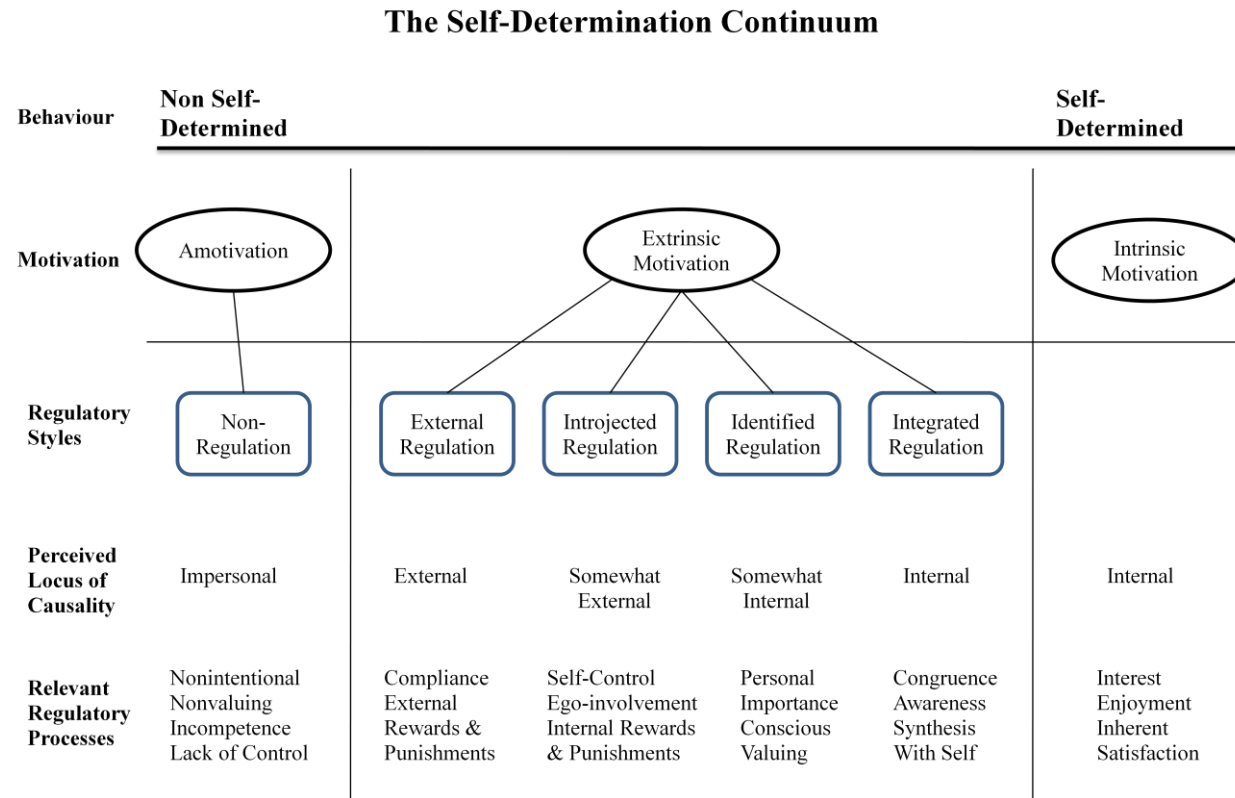 The Self-Determination Continuum
Behaviour
Non Self-
Determined
Self-
Determined
Motivation
Amotivation
Extrinsic
Motivation
Intrinsic
Motivation
Regulatory
Styles
Non-
Regulation
External
Regulation
Introjected
Regulation
Identified
Regulation
Integrated
Regulation
Perceived
Locus of
Causality
Impersonal
External
Somewhat
External
Somewhat
Internal
Internal
Internal
Relevant
Regulatory
Processes
Nonintentional
Nonvaluing
Incompetence
Lack of Control
Compliance
External
Rewards &
Punishments
Self-Control
Ego-involvement
Internal Rewards
& Punishments
Personal
Importance
Conscious
Valuing
Congruence
Awareness
Synthesis
With Self
Interest
Enjoyment
Inherent
Satisfaction